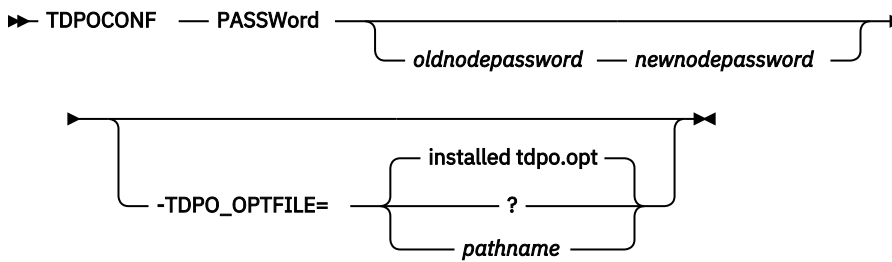 TDPOCONF PASSWord
oldnodepassword newnodepassword
installed tdpo.opt
-TDPO_OPTFILE= ?
pathname